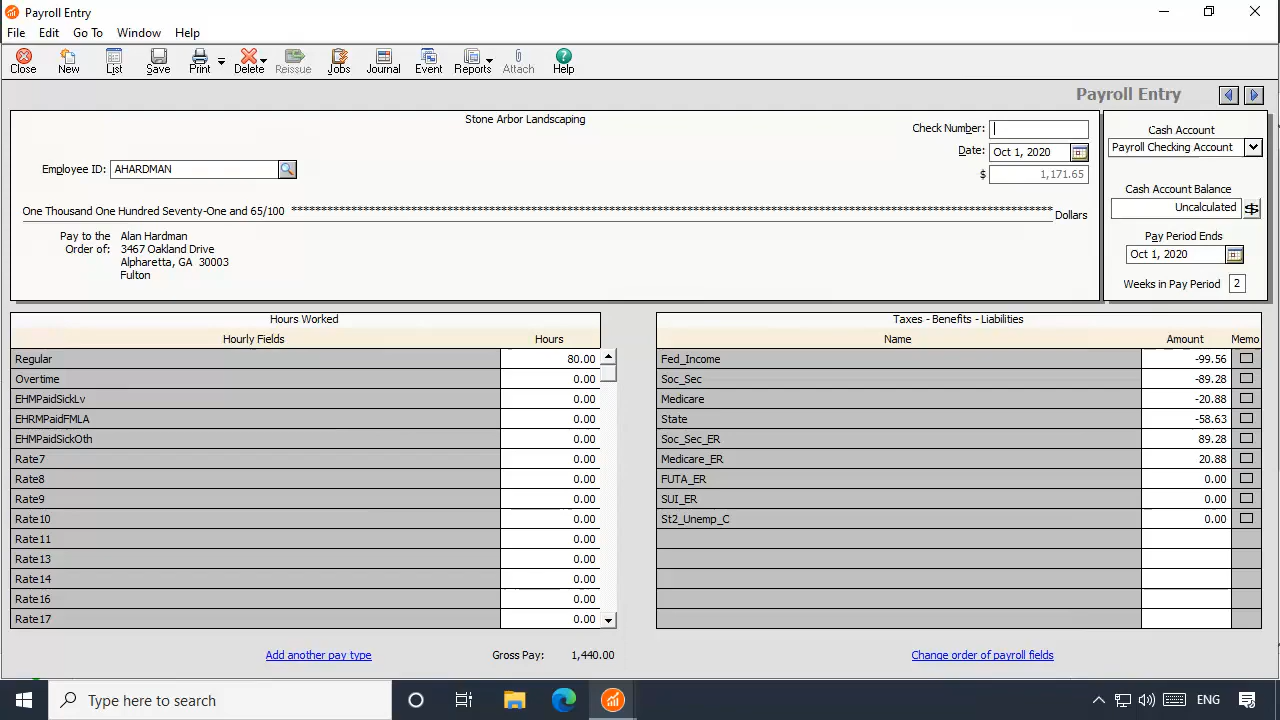 Payroll Entry
File Edit Go To Window Help
Close New List Save Print Delete Reissue Jobs Journal Event Reports Attach Help
Payroll Entry
Stone Arbor Landscaping
Check Number:
Date: Oct 1, 2020
$ 1,171.65
Employee ID: AHARDMAN
One Thousand One Hundred Seventy-One and 65/100 **** Dollars
Pay to the Order of:
Alan Hardman
3467 Oakland Drive
Alpharetta, GA 30003
Fulton
Cash Account
Payroll Checking Account
Cash Account Balance
Uncalculated
Pay Period Ends
Oct 1, 2020
Weeks in Pay Period 2
Hours Worked
Hourly Fields Hours
Regular 80.00
Overtime 0.00
EHMPaidSickLv 0.00
EHRMPaidFMLA 0.00
EHMPaidSickOth 0.00
Rate7 0.00
Rate8 0.00
Rate9 0.00
Rate10 0.00
Rate11 0.00
Rate13 0.00
Rate14 0.00
Rate16 0.00
Rate17 0.00
Add another pay type Gross Pay: 1,440.00
Taxes - Benefits - Liabilities
Name Amount Memo
Fed_Income -99.56
Soc_Sec -89.28
Medicare -20.88
State -58.63
Soc_Sec_ER 89.28
Medicare_ER 20.88
FUTA_ER 0.00
SUI_ER 0.00
St2_Unemp_C 0.00
Change order of payroll fields
Type here to search
ENG